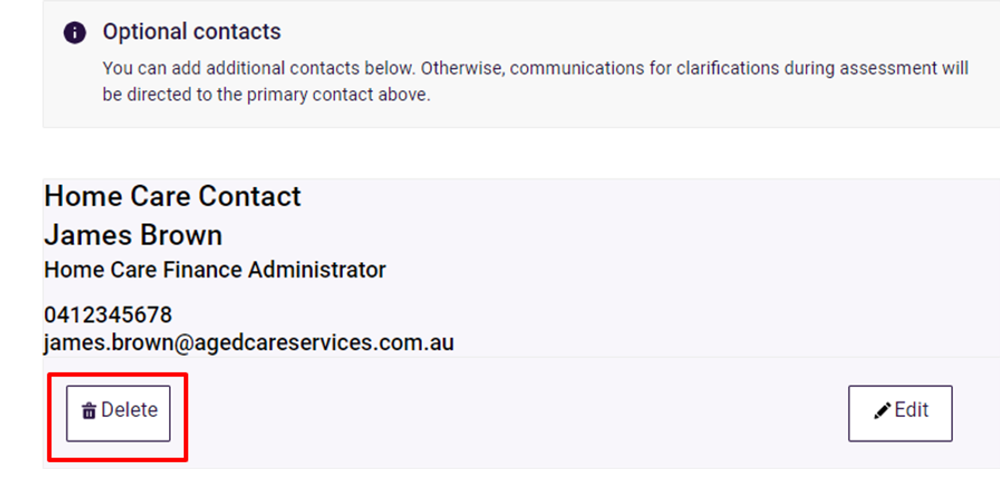 Optional contacts
You can add additional contacts below. Otherwise, communications for clarifications during assessment will
be directed to the primary contact above.
Home Care Contact
James Brown
Home Care Finance Administrator
0412345678
james.brown@agedcareservices.com.au
Delete
Edit